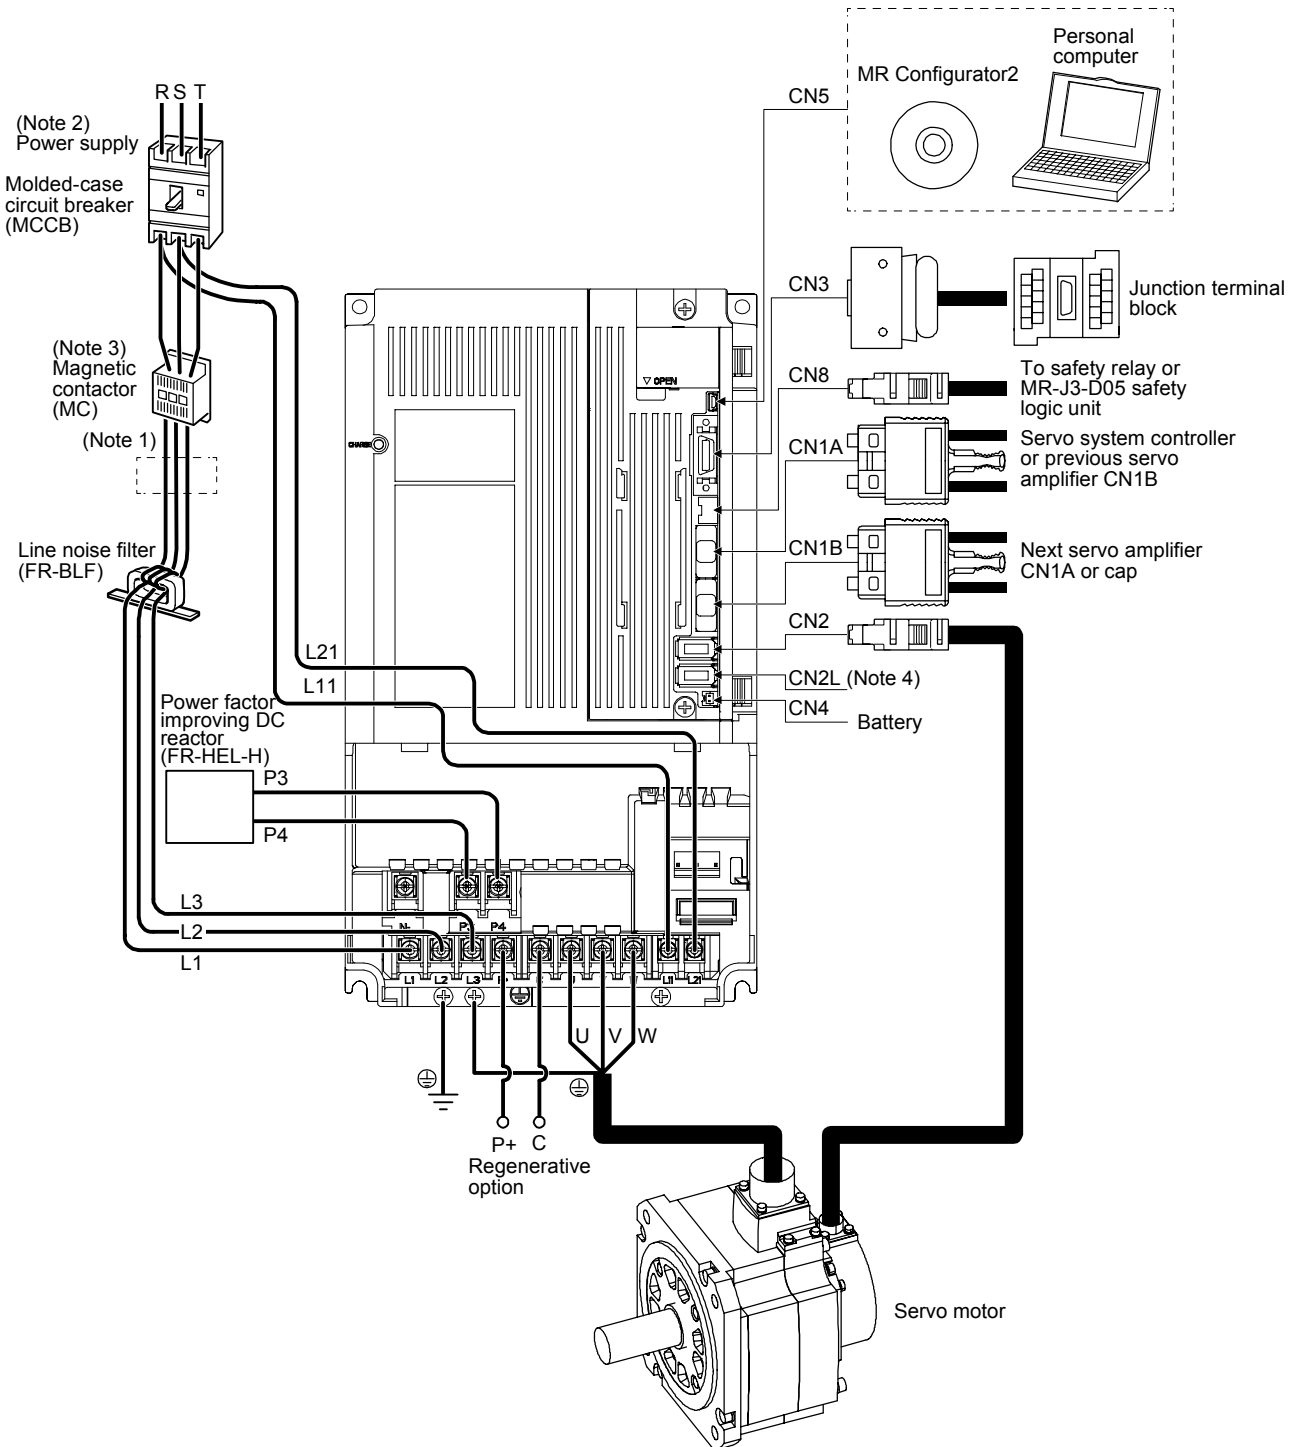 Personal
computer
MR Configurator2
CN5
R S T
(Note 2)
Power supply
Molded-case
circuit breaker
(MCCB)
CN3
Junction terminal
block
(Note 3)
Magnetic
contactor
(MC)
OPEN
CN8
To safety relay or
MR-J3-D05 safety
logic unit
(Note 1)
CHARGE
CN1A
Servo system controller
or previous servo
amplifier CN1B
Line noise filter
(FR-BLF)
CN1B
Next servo amplifier
CN1A or cap
CN2
L21
L11
CN2L (Note 4)
CN4
Battery
Power factor
improving DC
reactor
(FR-HEL-H)
P3
P4
L3
L2
L1
N-
P3
P4
L1
L2
L3
P+
L11
L21
U
V
W
P+
C
Regenerative
option
Servo motor